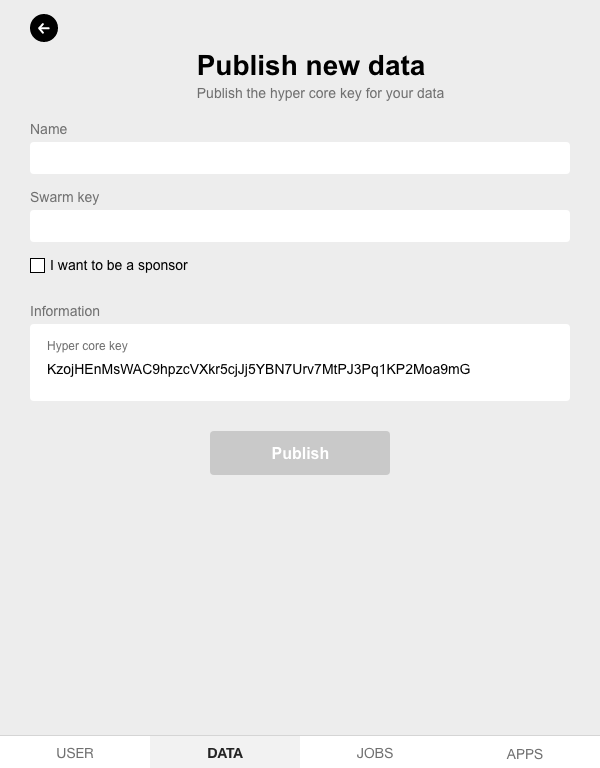 Publish new data
Publish the hyper core key for your data
Name
Swarm key
I want to be a sponsor
Information
Hyper core key
KzojHEnMsWAC9hpzcVXkr5cjJj5YBN7Urv7MtPJ3Pq1KP2Moa9mG
Publish
USER DATA JOBS APPS